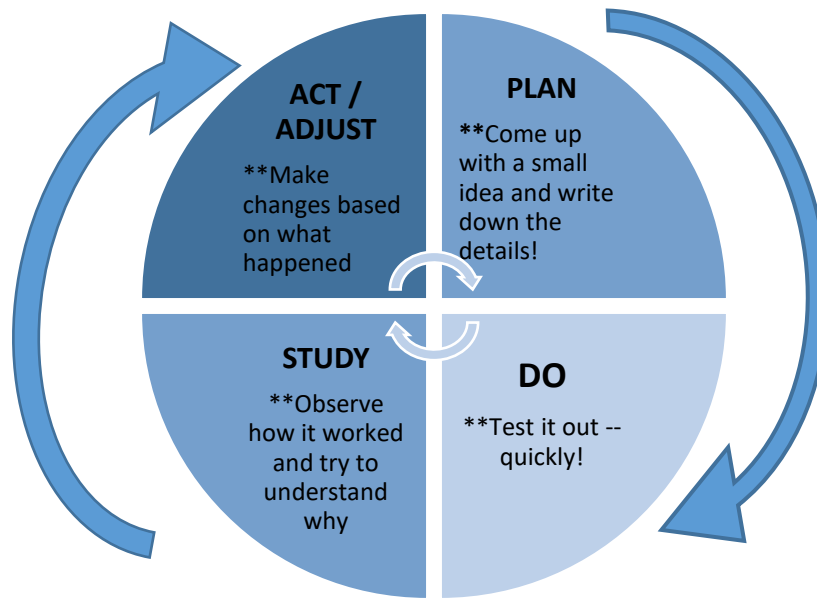 ACT /
ADJUST
**Make
changes based
on what
happened
PLAN
**Come up
with a small
idea and write
down the
details!
STUDY
**Observe
how it worked
and try to
understand
why
DO
**Test it out --
quickly!